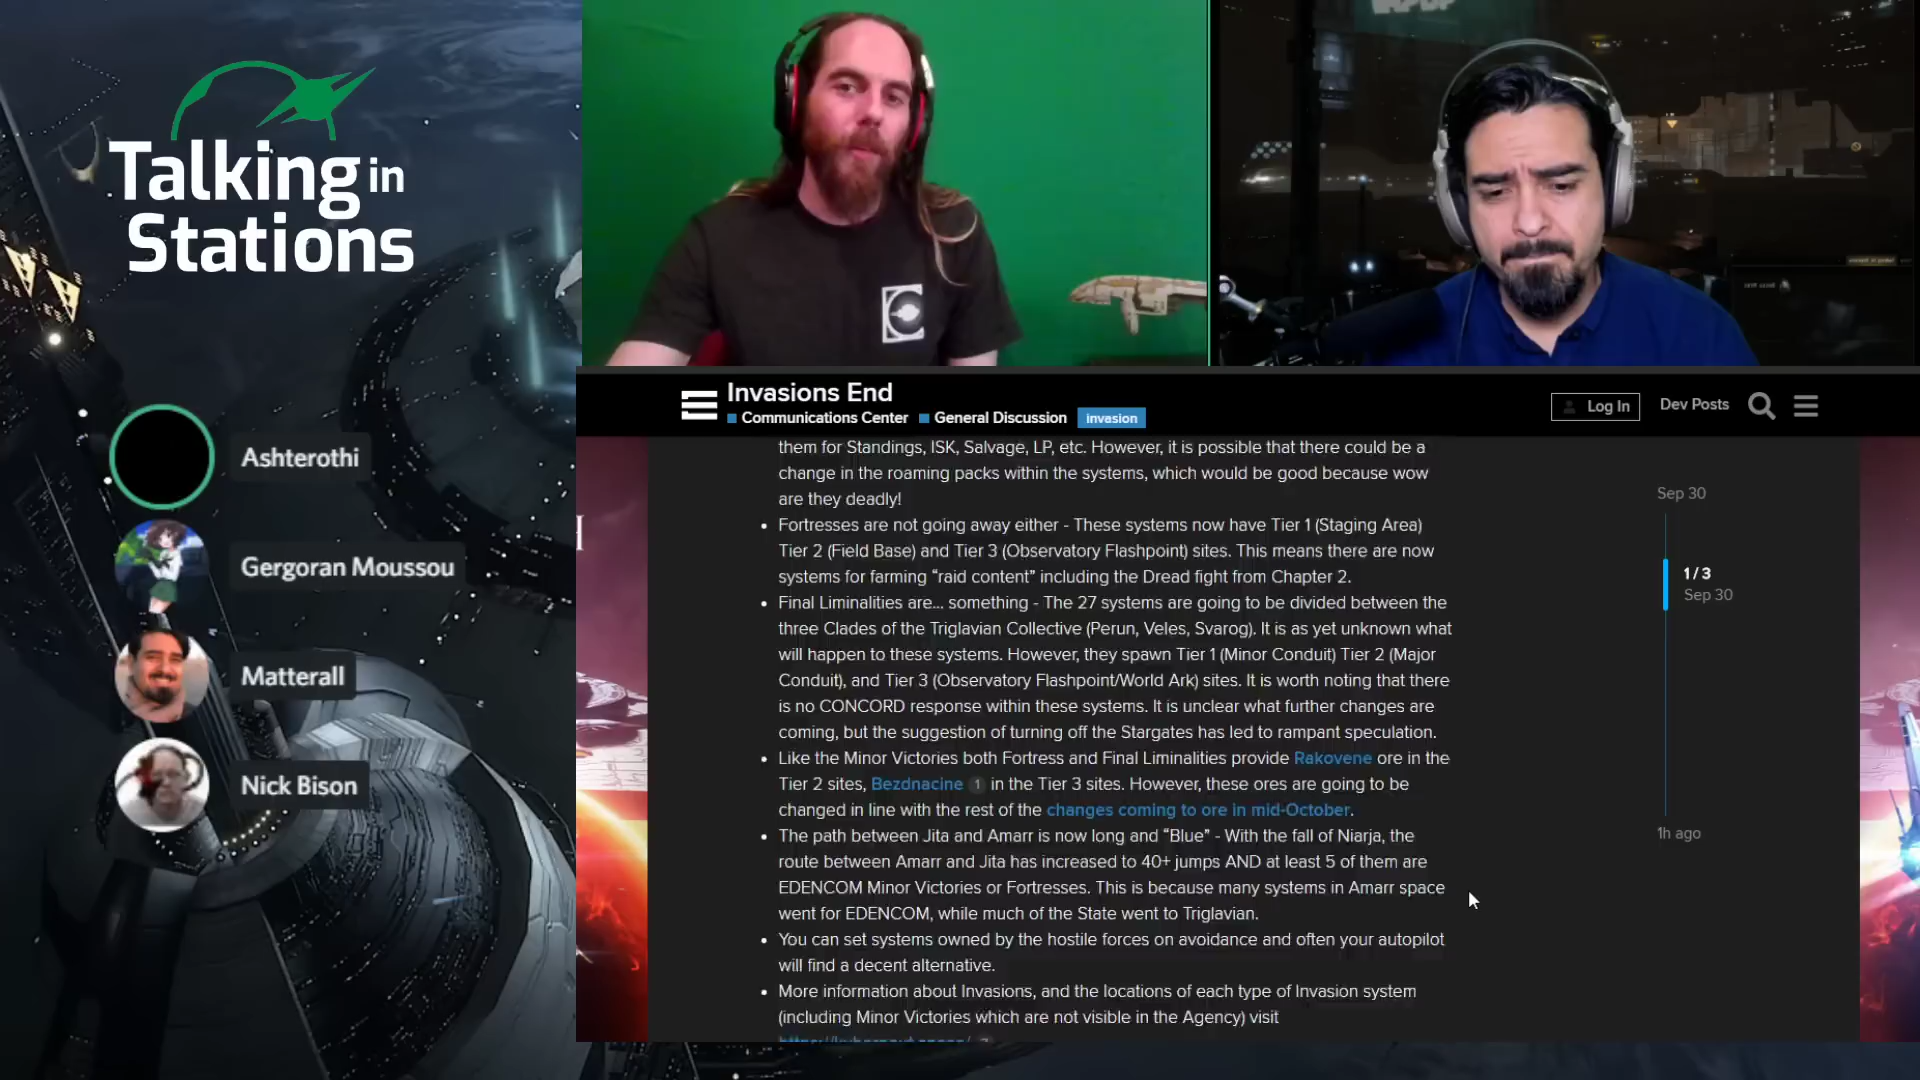 Talking in
Stations
Ashterothi
Gergoran Moussou
Matterall
Nick Bison
Invasions End
Communications Center General Discussion invasion
Log In Dev Posts
them for Standings, ISK, Salvage, LP, etc. However, it is possible that there could be a
change in the roaming packs within the systems, which would be good because wow
are they deadly!
• Fortresses are not going away either - These systems now have Tier 1 (Staging Area)
Tier 2 (Field Base) and Tier 3 (Observatory Flashpoint) sites. This means there are now
systems for farming “raid content” including the Dread fight from Chapter 2.
• Final Liminalities are... something - The 27 systems are going to be divided between the
three Clades of the Triglavian Collective (Perun, Veles, Svarog). It is as yet unknown what
will happen to these systems. However, they spawn Tier 1 (Minor Conduit) Tier 2 (Major
Conduit), and Tier 3 (Observatory Flashpoint/World Ark) sites. It is worth noting that there
is no CONCORD response within these systems. It is unclear what further changes are
coming, but the suggestion of turning off the Stargates has led to rampant speculation.
• Like the Minor Victories both Fortress and Final Liminalities provide Rakovene ore in the
Tier 2 sites, Bezdnacine 1 in the Tier 3 sites. However, these ores are going to be
changed in line with the rest of the changes coming to ore in mid-October.
• The path between Jita and Amarr is now long and “Blue” - With the fall of Niarja, the
route between Amarr and Jita has increased to 40+ jumps AND at least 5 of them are
EDENCOM Minor Victories or Fortresses. This is because many systems in Amarr space
went for EDENCOM, while much of the State went to Triglavian.
• You can set systems owned by the hostile forces on avoidance and often your autopilot
will find a decent alternative.
• More information about Invasions, and the locations of each type of Invasion system
(including Minor Victories which are not visible in the Agency) visit
Sep 30
1 / 3
Sep 30
1h ago